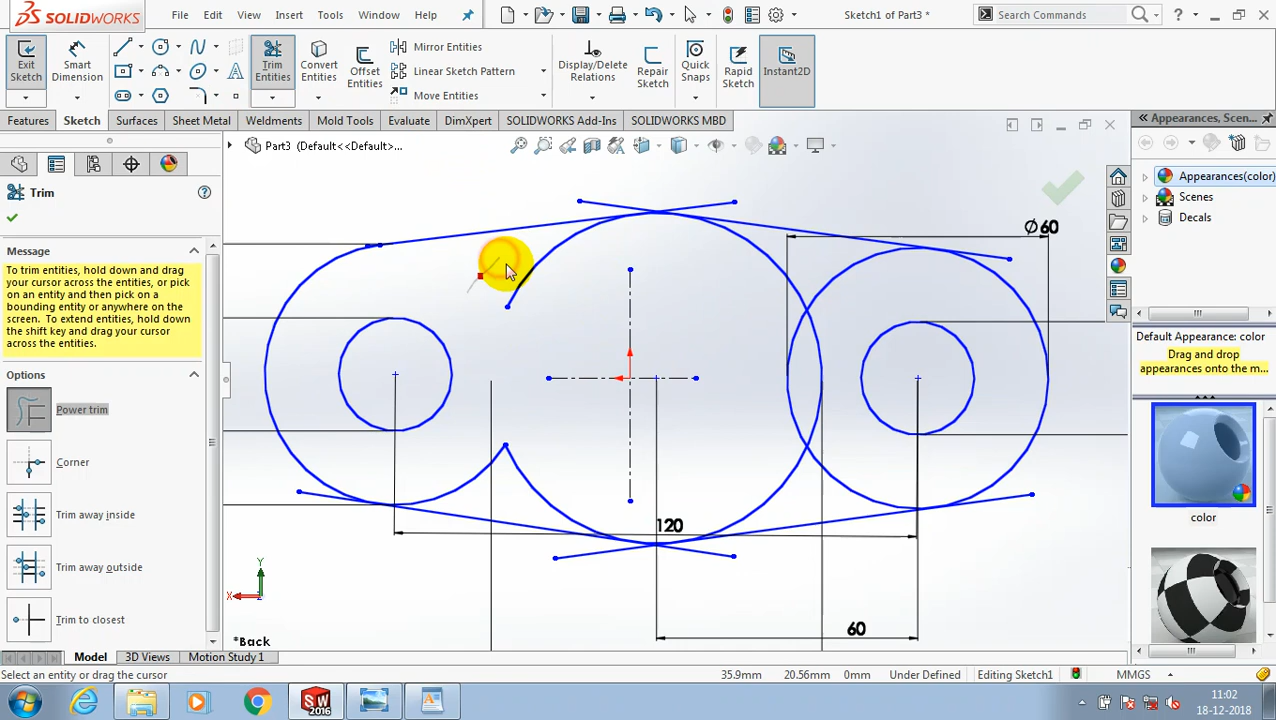 SOLIDWORKS
File Edit View Insert Tools Window Help
Sketch1 of Part3 *
Search Commands
?
Exit Sketch
Smart Dimension
Trim Entities
Convert Entities
Offset Entities
Mirror Entities
Linear Sketch Pattern
Move Entities
Display/Delete Relations
Repair Sketch
Quick Snaps
Rapid Sketch
Instant2D
Features Sketch Surfaces Sheet Metal Weldments Mold Tools Evaluate DimXpert SOLIDWORKS Add-Ins SOLIDWORKS MBD
Appearances, Scen...
Part3 (Default<<Default>...
Trim
?
Message
To trim entities, hold down and drag
your cursor across the entities, or pick
on an entity and then pick on a
bounding entity or anywhere on the
screen. To extend entities, hold down
the shift key and drag your cursor
across the entities.
Options
Power trim
Corner
Trim away inside
Trim away outside
Trim to closest
Ø60
120
60
Y
X
Z
*Back
Appearances(color)
Scenes
Decals
Default Appearance: color
Drag and drop
appearances onto the m...
color
Model 3D Views Motion Study 1
Select an entity or drag the cursor
35.9mm 20.56mm 0mm Under Defined Editing Sketch1 MMGS
SW
2016
11:02
18-12-2018